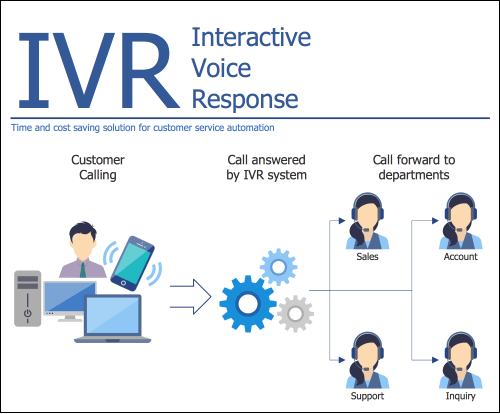 IVR
Interactive
Voice
Response
Time and cost saving solution for customer service automation
Customer
Calling
Call answered
by IVR system
Call forward to
departments
Sales
Account
Support
Inquiry